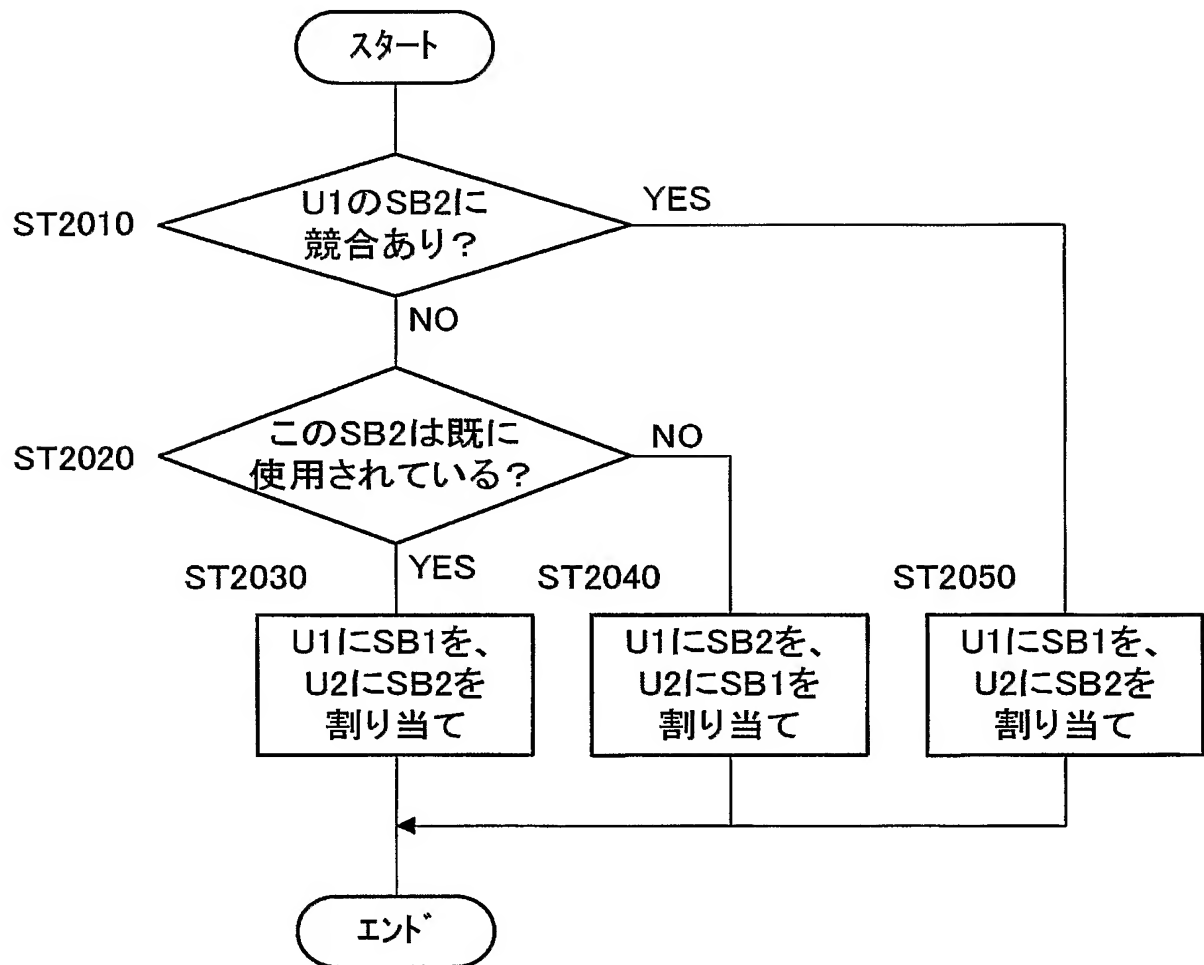 スタート
U1のSB2に
競合あり?
ST2010
YES
NO
このSB2は既に
使用されている?
ST2020
NO
YES
ST2030
U1にSB1を、
U2にSB2を
割り当て
ST2040
U1にSB2を、
U2にSB1を
割り当て
ST2050
U1にSB1を、
U2にSB2を
割り当て
エンド